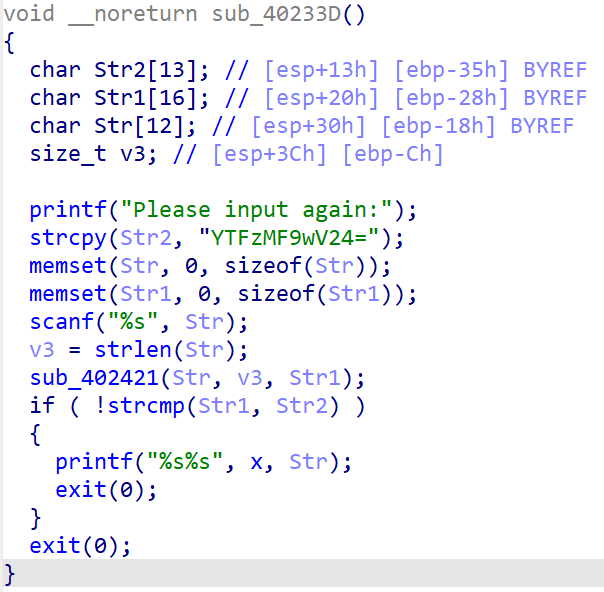 void __noreturn sub_40233D()
{
  char Str2[13]; // [esp+13h] [ebp-35h] BYREF
  char Str1[16]; // [esp+20h] [ebp-28h] BYREF
  char Str[12]; // [esp+30h] [ebp-18h] BYREF
  size_t v3; // [esp+3Ch] [ebp-Ch]

  printf("Please input again:");
  strcpy(Str2, "YTFzMF9wV24=");
  memset(Str, 0, sizeof(Str));
  memset(Str1, 0, sizeof(Str1));
  scanf("%s", Str);
  v3 = strlen(Str);
  sub_402421(Str, v3, Str1);
  if ( !strcmp(Str1, Str2) )
  {
    printf("%s%s", x, Str);
    exit(0);
  }
  exit(0);
}